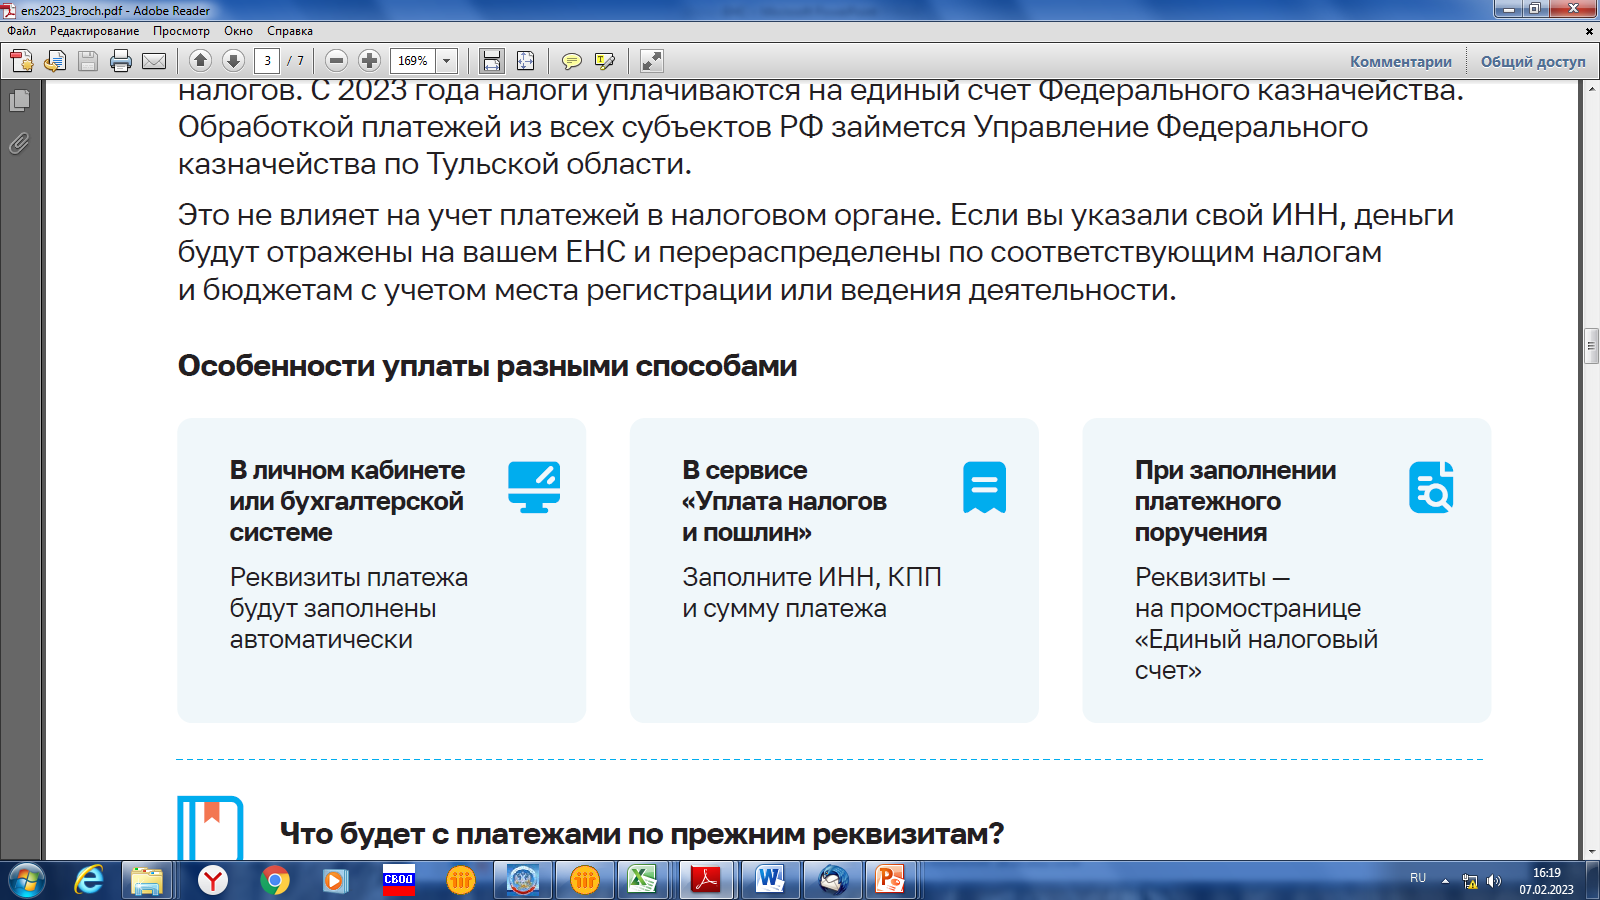 ens2023_broch.pdf - Adobe Reader
Файл Редактирование Просмотр Окно Справка
3 / 7 169% Комментарии Общий доступ
налогов. С 2023 года налоги уплачиваются на единый счет Федерального казначейства.
Обработкой платежей из всех субъектов РФ займется Управление Федерального
казначейства по Тульской области.
Это не влияет на учет платежей в налоговом органе. Если вы указали свой ИНН, деньги
будут отражены на вашем ЕНС и перераспределены по соответствующим налогам
и бюджетам с учетом места регистрации или ведения деятельности.
Особенности уплаты разными способами
В личном кабинете
или бухгалтерской
системе
Реквизиты платежа
будут заполнены
автоматически
В сервисе
«Уплата налогов
и пошлин»
Заполните ИНН, КПП
и сумму платежа
При заполнении
платежного
поручения
Реквизиты —
на промостранице
«Единый налоговый
счет»
Что будет с платежами по прежним реквизитам?
СВОД
RU
16:19
07.02.2023